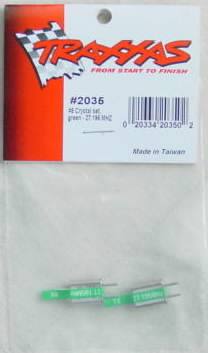 TRAXXAS
FROM START TO FINISH
#2035
#5 Crystal set,
green - 27.195 MHZ
0 20334 20350 2
Made in Taiwan